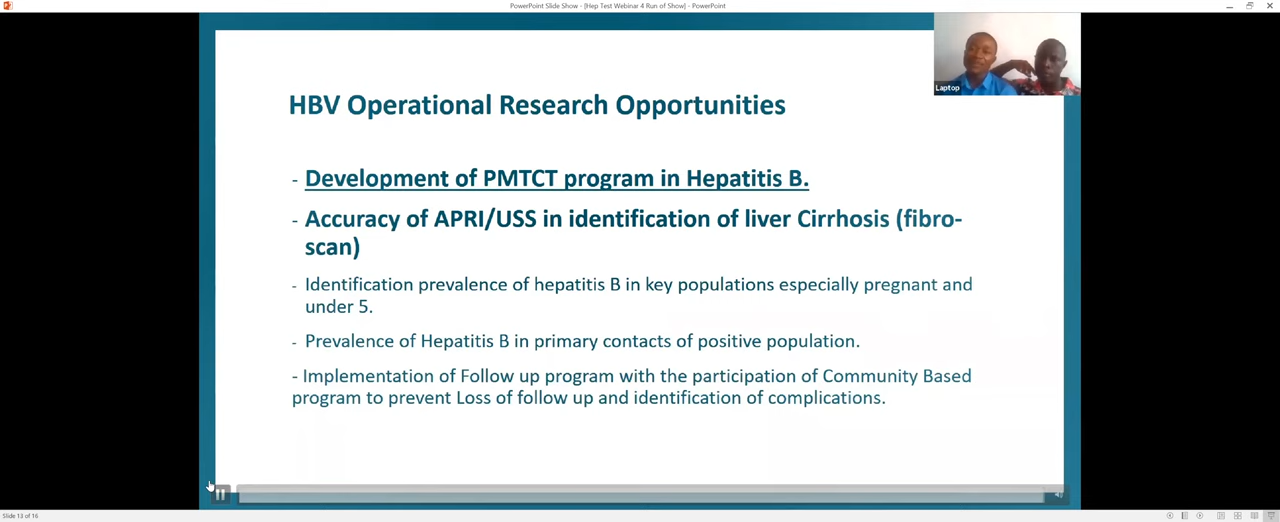 PowerPoint Slide Show - [Hep Test Webinar 4 Run of Show] - PowerPoint
Laptop
HBV Operational Research Opportunities
- Development of PMTCT program in Hepatitis B.
- Accuracy of APRI/USS in identification of liver Cirrhosis (fibro-
scan)
- Identification prevalence of hepatitis B in key populations especially pregnant and
under 5.
- Prevalence of Hepatitis B in primary contacts of positive population.
- Implementation of Follow up program with the participation of Community Based
program to prevent Loss of follow up and identification of complications.
Slide 13 of 16